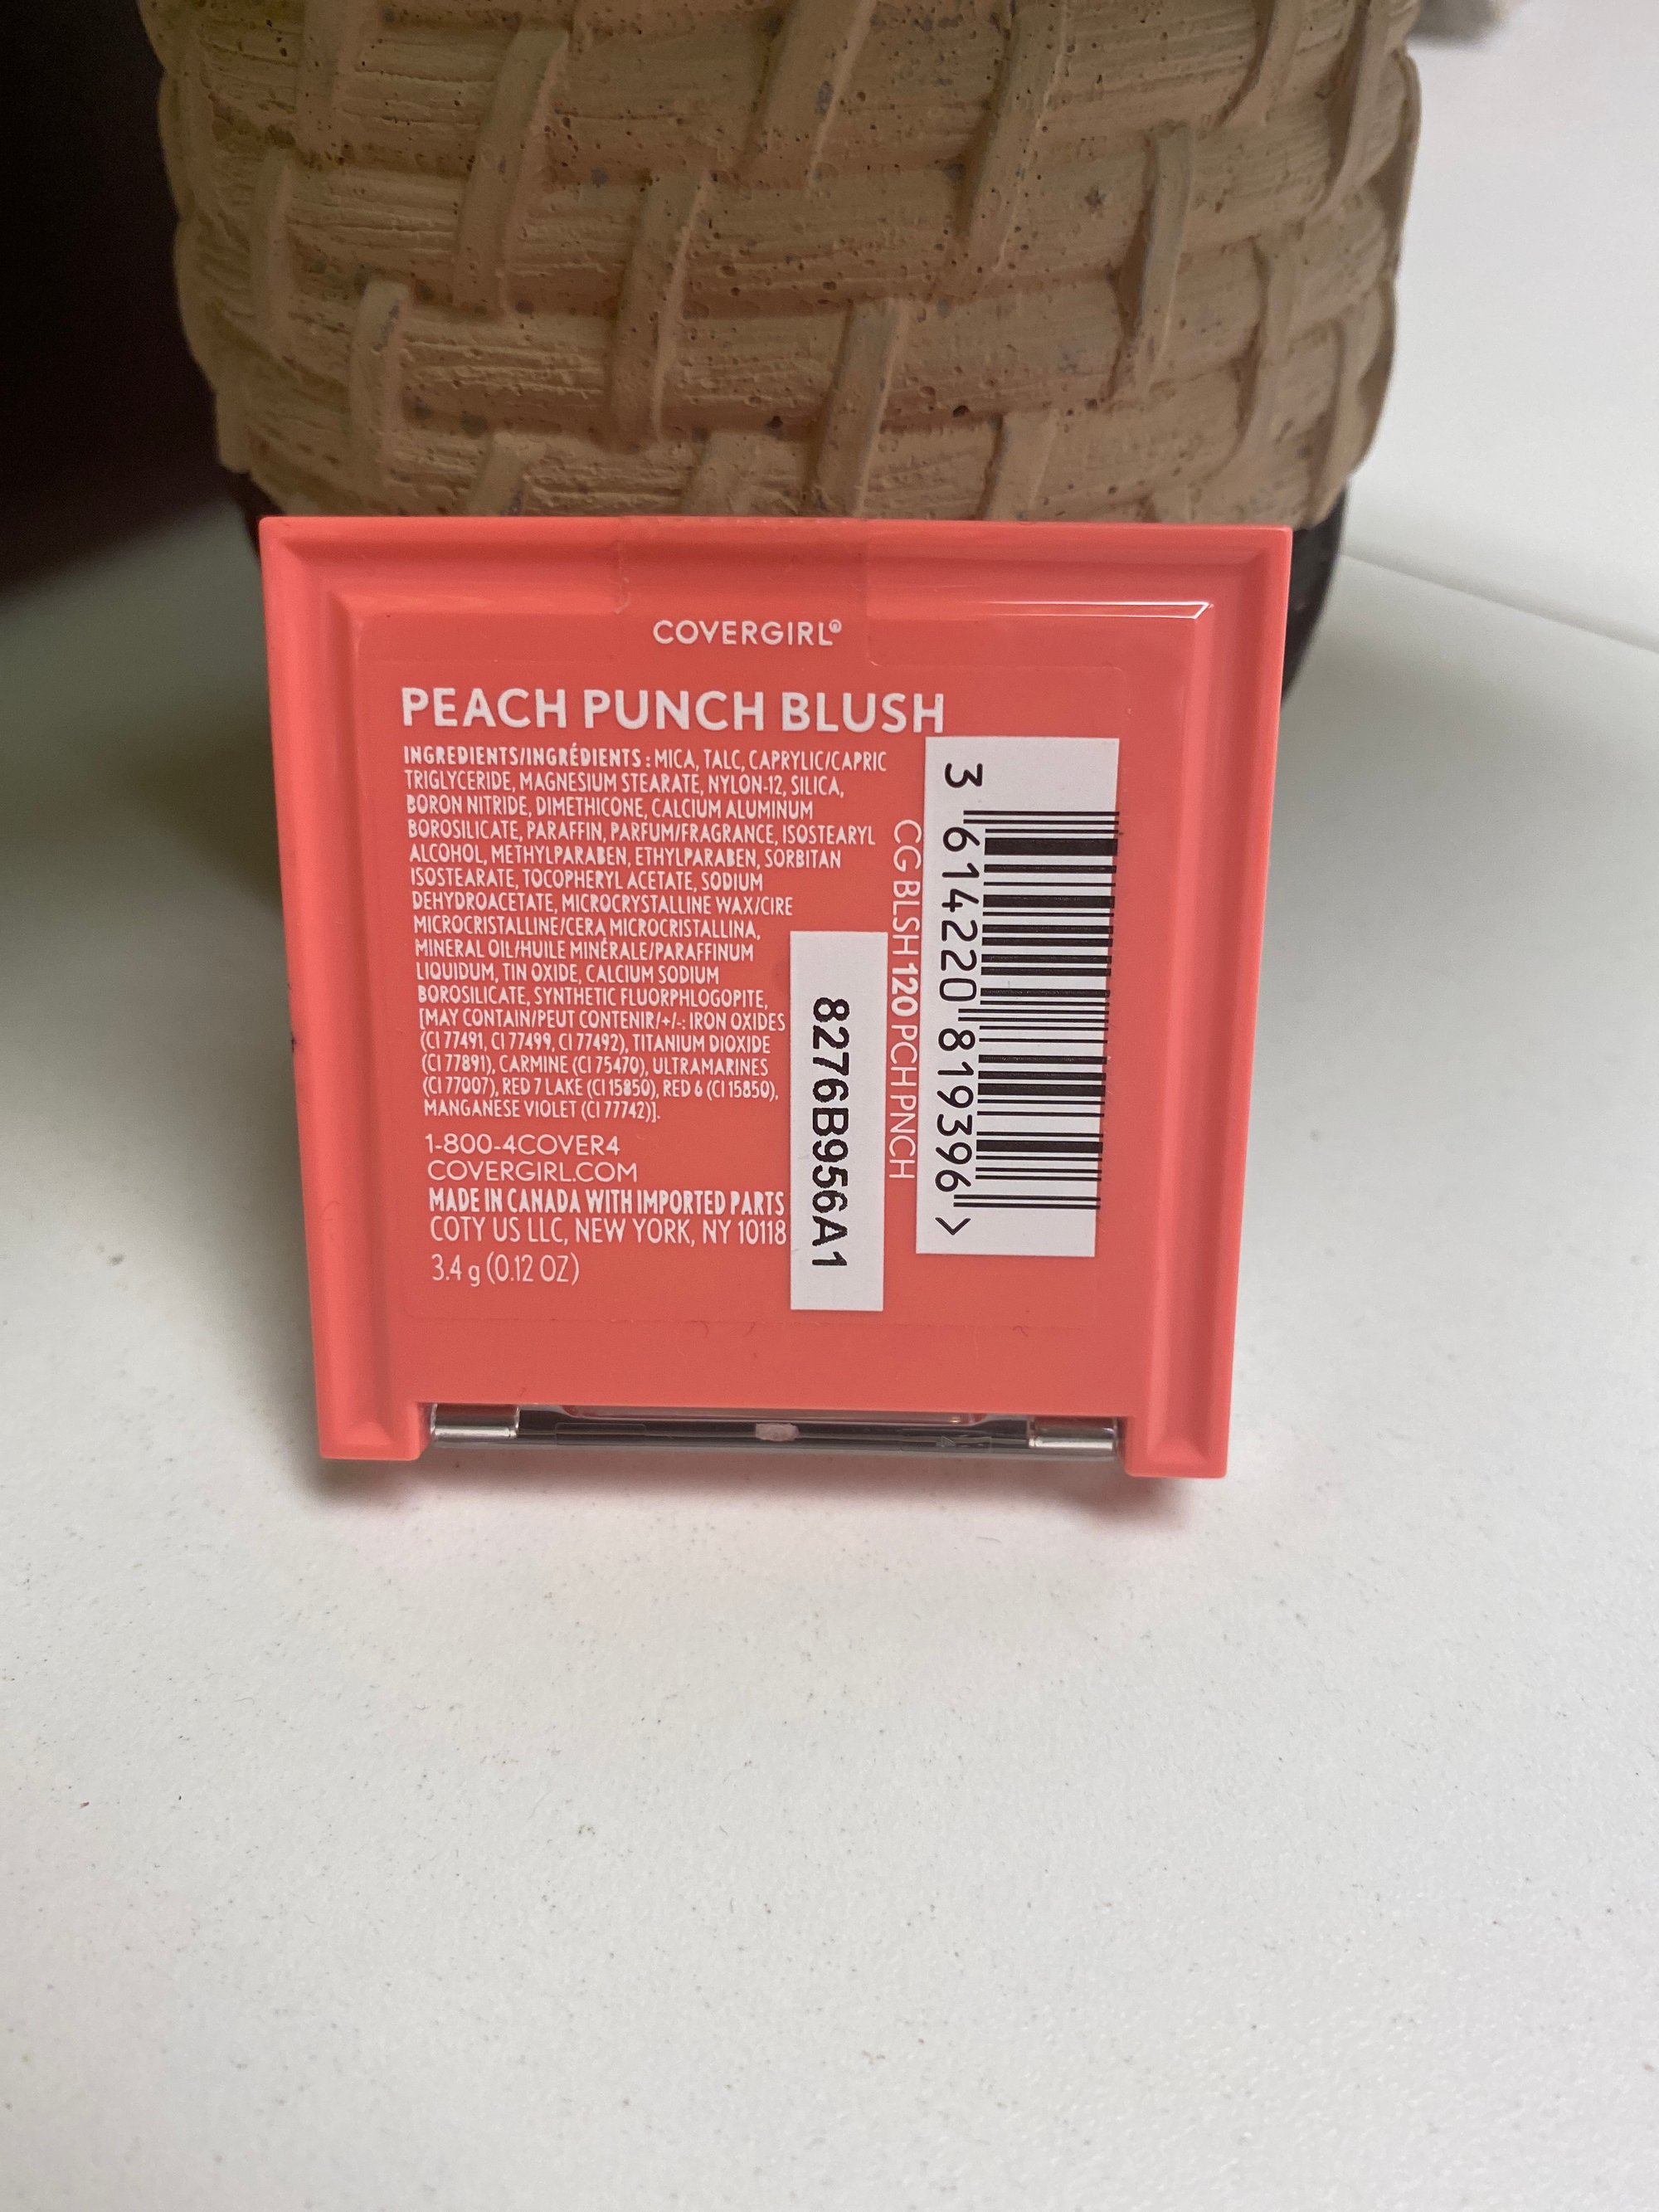 COVERGIRL®
PEACH PUNCH BLUSH
INGREDIENTS/INGRÉDIENTS : MICA, TALC, CAPRYLIC/CAPRIC
TRIGLYCERIDE, MAGNESIUM STEARATE, NYLON-12, SILICA,
BORON NITRIDE, DIMETHICONE, CALCIUM ALUMINUM
BOROSILICATE, PARAFFIN, PARFUM/FRAGRANCE, ISOSTEARYL
ALCOHOL, METHYLPARABEN, ETHYLPARABEN, SORBITAN
ISOSTEARATE, TOCOPHERYL ACETATE, SODIUM
DEHYDROACETATE, MICROCRYSTALLINE WAX/CIRE
MICROCRISTALLINE/CERA MICROCRISTALLINA,
MINERAL OIL/HUILE MINÉRALE/PARAFFINUM
LIQUIDUM, TIN OXIDE, CALCIUM SODIUM
BOROSILICATE, SYNTHETIC FLUORPHLOGOPITE,
[MAY CONTAIN/PEUT CONTENIR/+/-: IRON OXIDES
(CI 77491, CI 77499, CI 77492), TITANIUM DIOXIDE
(CI 77891), CARMINE (CI 75470), ULTRAMARINES
(CI 77007), RED 7 LAKE (CI 15850), RED 6 (CI 15850),
MANGANESE VIOLET (CI 77742)].
1-800-4COVER4
COVERGIRL.COM
MADE IN CANADA WITH IMPORTED PARTS
COTY US LLC, NEW YORK, NY 10118
3.4 g (0.12 OZ)
8276B956A1
CG BLSH 120 PCH PNCH
3 614220 819396 >